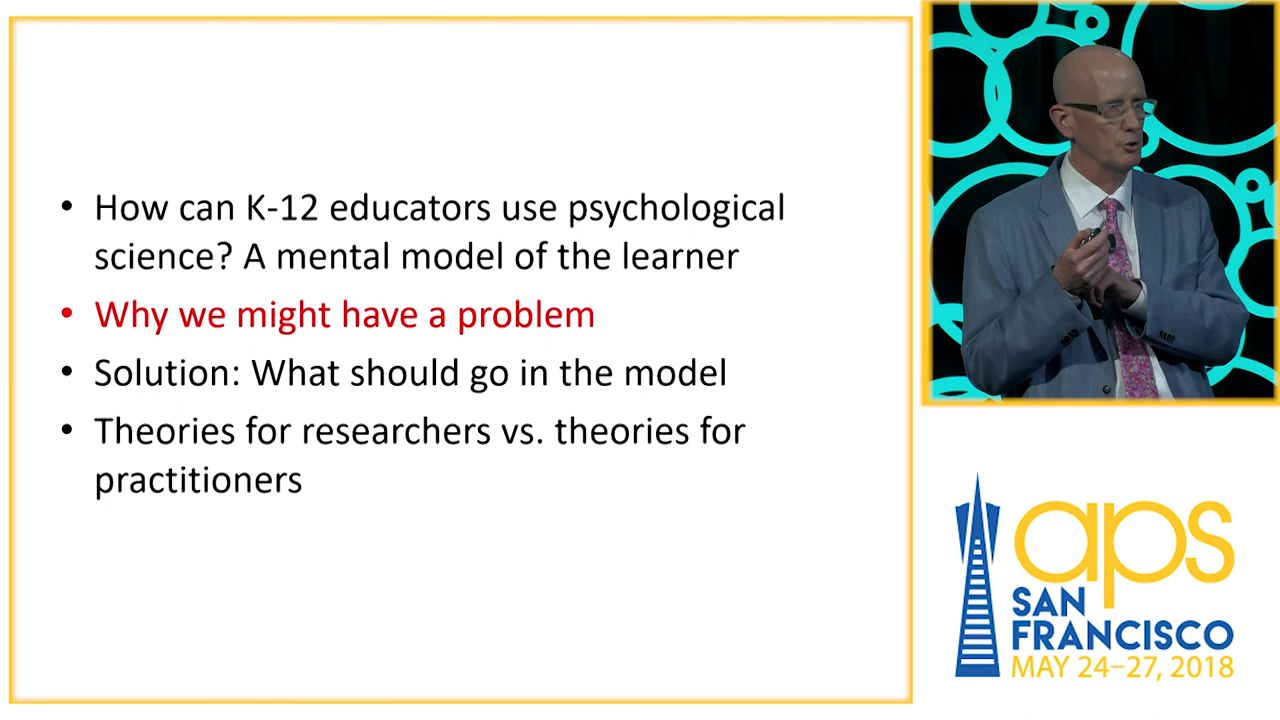 • How can K-12 educators use psychological
science? A mental model of the learner
• Why we might have a problem
• Solution: What should go in the model
• Theories for researchers vs. theories for
practitioners
aps
SAN
FRANCISCO
MAY 24–27, 2018